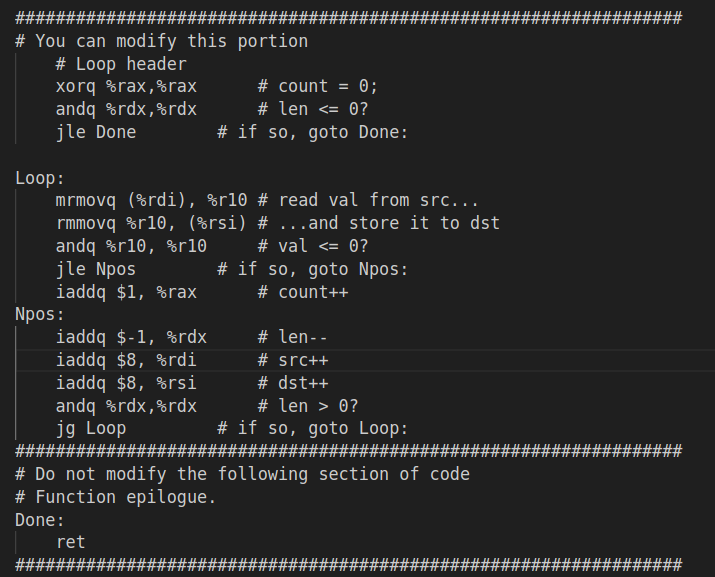 ##################################################################
# You can modify this portion
    # Loop header
    xorq %rax,%rax      # count = 0;
    andq %rdx,%rdx      # len <= 0?
    jle Done        # if so, goto Done:

Loop:
    mrmovq (%rdi), %r10 # read val from src...
    rmmovq %r10, (%rsi) # ...and store it to dst
    andq %r10, %r10     # val <= 0?
    jle Npos        # if so, goto Npos:
    iaddq $1, %rax      # count++
Npos:
    iaddq $-1, %rdx     # len--
    iaddq $8, %rdi      # src++
    iaddq $8, %rsi      # dst++
    andq %rdx,%rdx      # len > 0?
    jg Loop         # if so, goto Loop:
##################################################################
# Do not modify the following section of code
# Function epilogue.
Done:
    ret
##################################################################